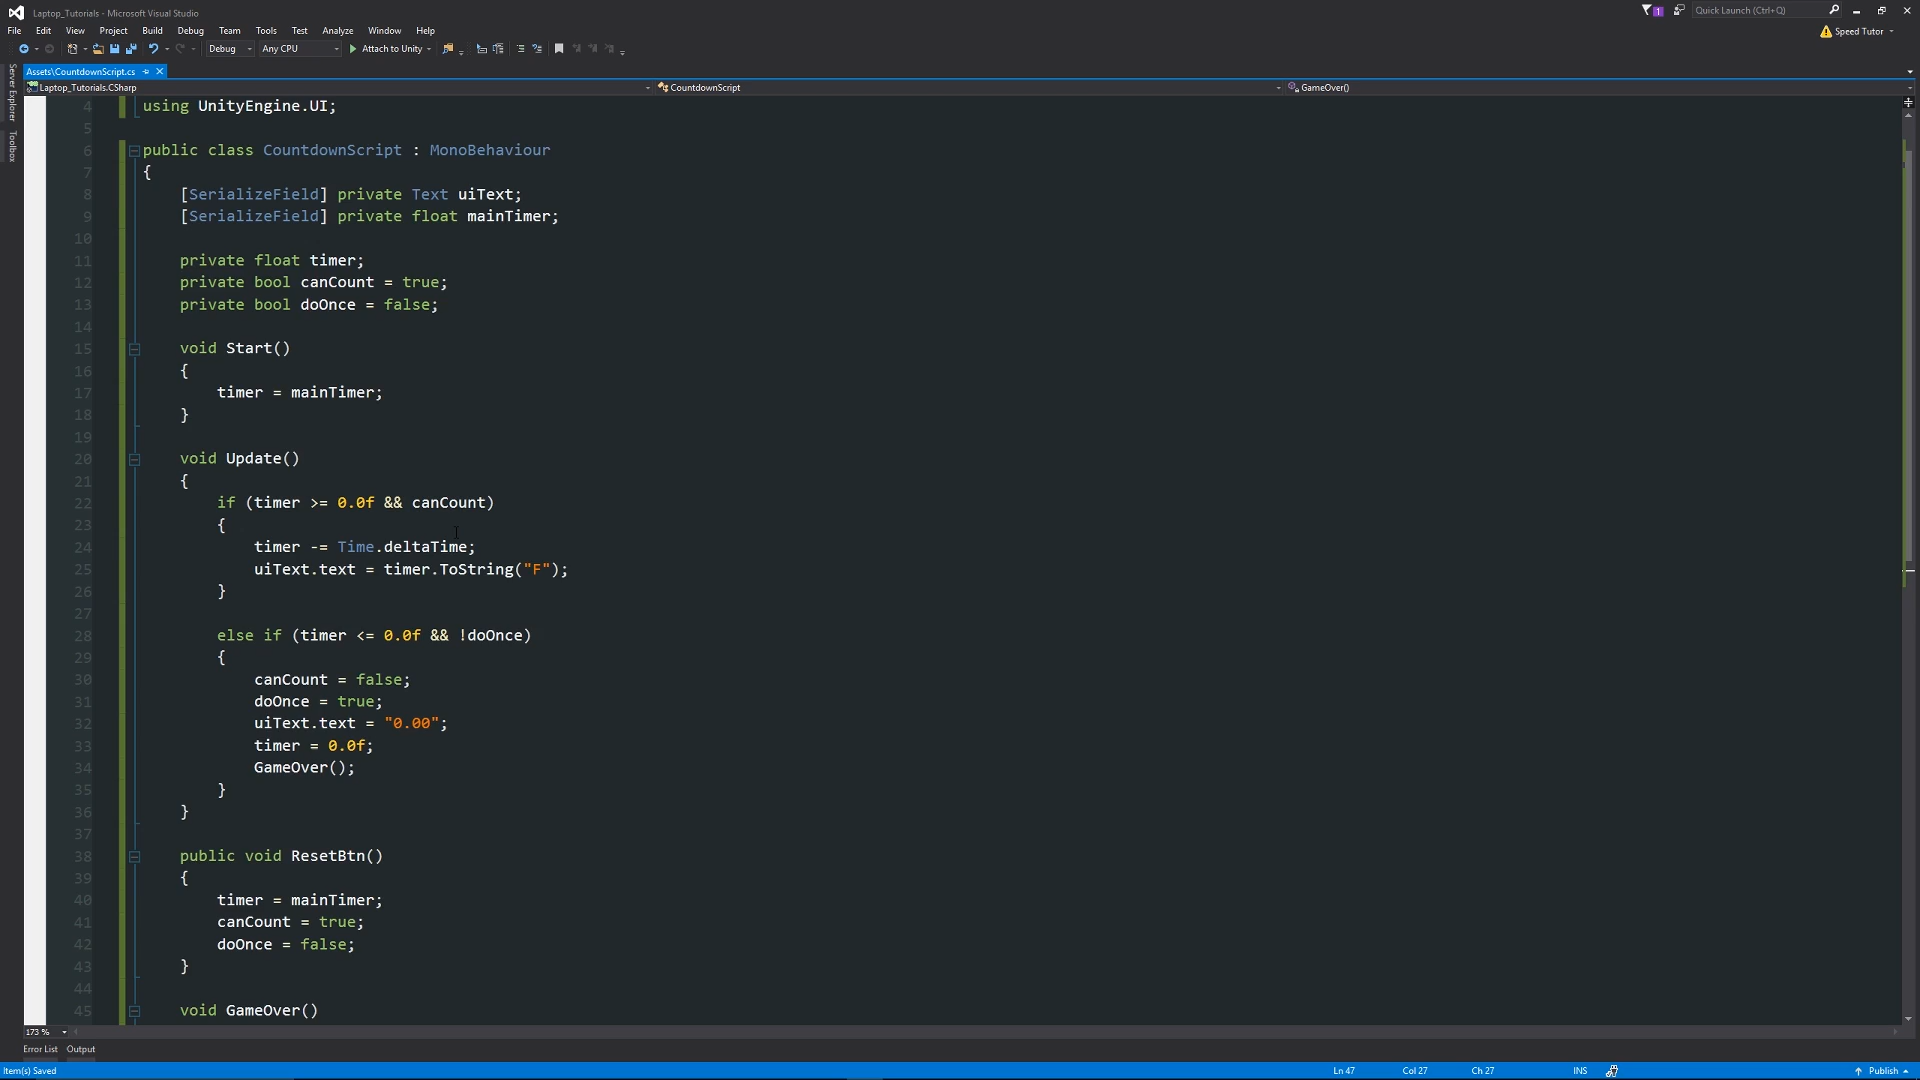 Laptop_Tutorials - Microsoft Visual Studio
1
Quick Launch (Ctrl+Q)
File Edit View Project Build Debug Team Tools Test Analyze Window Help
Speed Tutor
Debug Any CPU Attach to Unity
Server Explorer
Toolbox
Assets\CountdownScript.cs
Laptop_Tutorials.CSharp CountdownScript GameOver()
4 using UnityEngine.UI;
5
6 public class CountdownScript : MonoBehaviour
7 {
8 [SerializeField] private Text uiText;
9 [SerializeField] private float mainTimer;
10
11 private float timer;
12 private bool canCount = true;
13 private bool doOnce = false;
14
15 void Start()
16 {
17 timer = mainTimer;
18 }
19
20 void Update()
21 {
22 if (timer >= 0.0f && canCount)
23 {
24 timer -= Time.deltaTime;
25 uiText.text = timer.ToString("F");
26 }
27
28 else if (timer <= 0.0f && !doOnce)
29 {
30 canCount = false;
31 doOnce = true;
32 uiText.text = "0.00";
33 timer = 0.0f;
34 GameOver();
35 }
36 }
37
38 public void ResetBtn()
39 {
40 timer = mainTimer;
41 canCount = true;
42 doOnce = false;
43 }
44
45 void GameOver()
173 %
Error List Output
Item(s) Saved Ln 47 Col 27 Ch 27 INS Publish